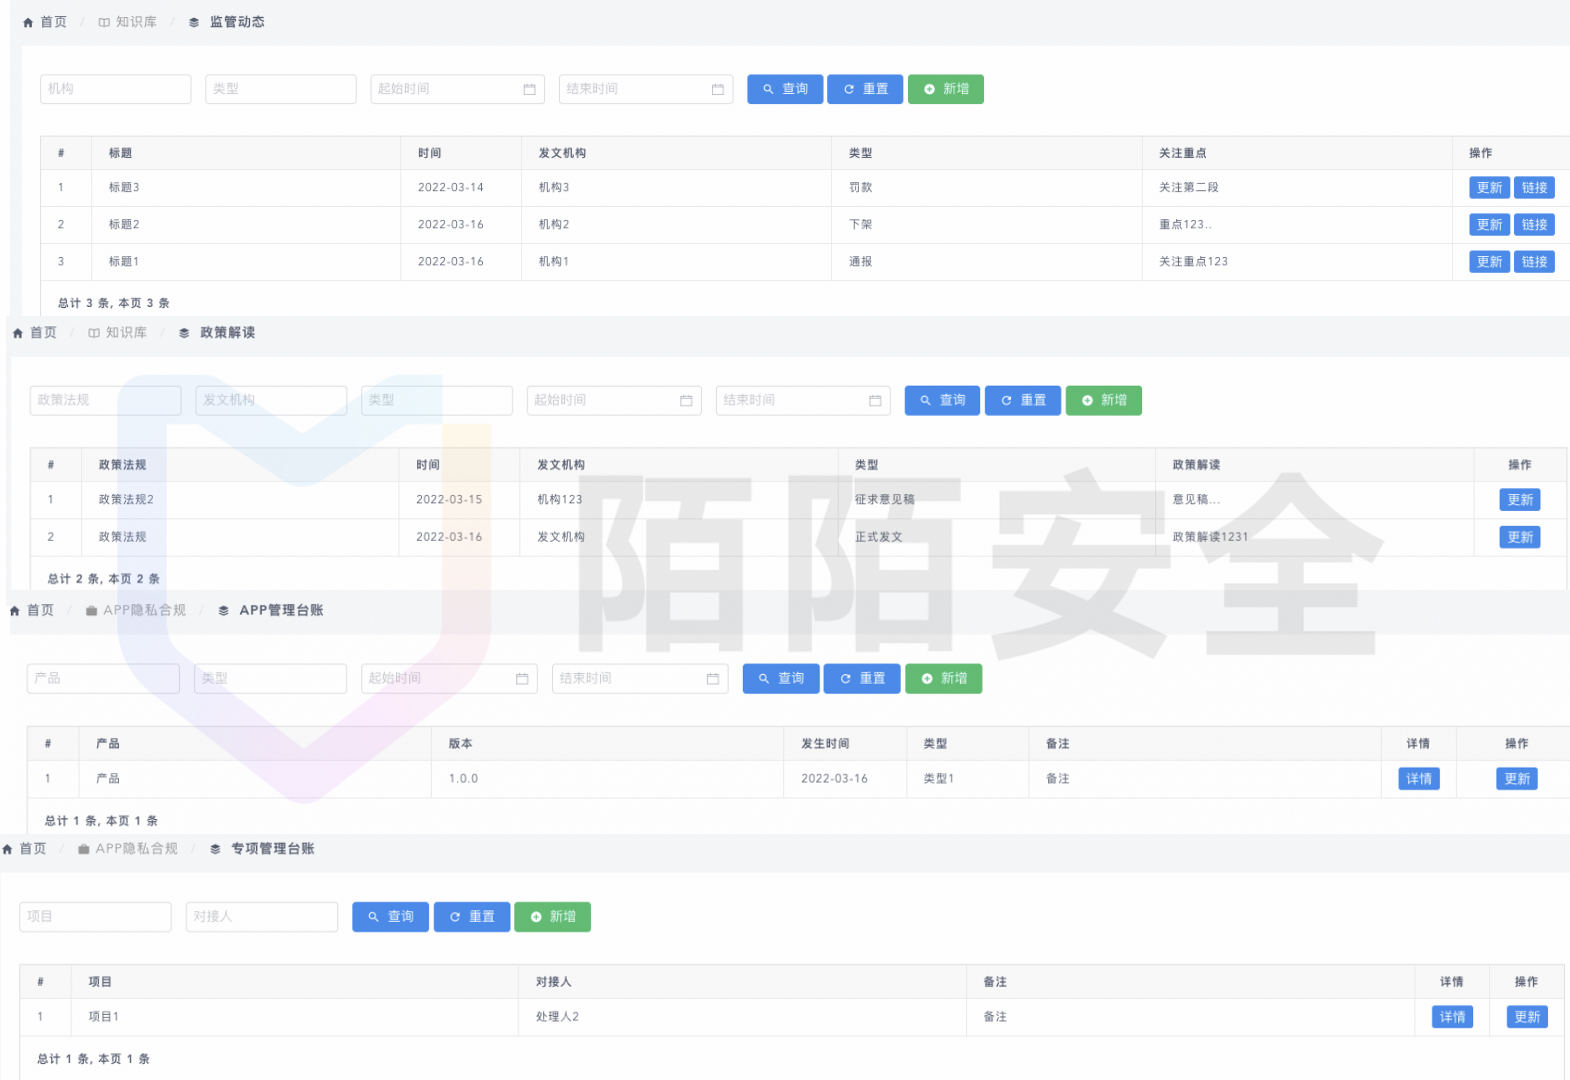 首页 / 知识库 / 监管动态
机构 类型 起始时间 结束时间 查询 重置 新增
# 标题 时间 发文机构 类型 关注重点 操作
1 标题3 2022-03-14 机构3 罚款 关注第二段 更新 链接
2 标题2 2022-03-16 机构2 下架 重点123.. 更新 链接
3 标题1 2022-03-16 机构1 通报 关注重点123 更新 链接
总计 3 条, 本页 3 条
首页 / 知识库 / 政策解读
政策法规 发文机构 类型 起始时间 结束时间 查询 重置 新增
# 政策法规 时间 发文机构 类型 政策解读 操作
1 政策法规2 2022-03-15 机构123 征求意见稿 意见稿... 更新
2 政策法规 2022-03-16 发文机构 正式发文 政策解读1231 更新
陌陌安全
总计 2 条, 本页 2 条
首页 / APP隐私合规 / APP管理台账
产品 类型 起始时间 结束时间 查询 重置 新增
# 产品 版本 发生时间 类型 备注 详情 操作
1 产品 1.0.0 2022-03-16 类型1 备注 详情 更新
总计 1 条, 本页 1 条
首页 / APP隐私合规 / 专项管理台账
项目 对接人 查询 重置 新增
# 项目 对接人 备注 详情 操作
1 项目1 处理人2 备注 详情 更新
总计 1 条, 本页 1 条